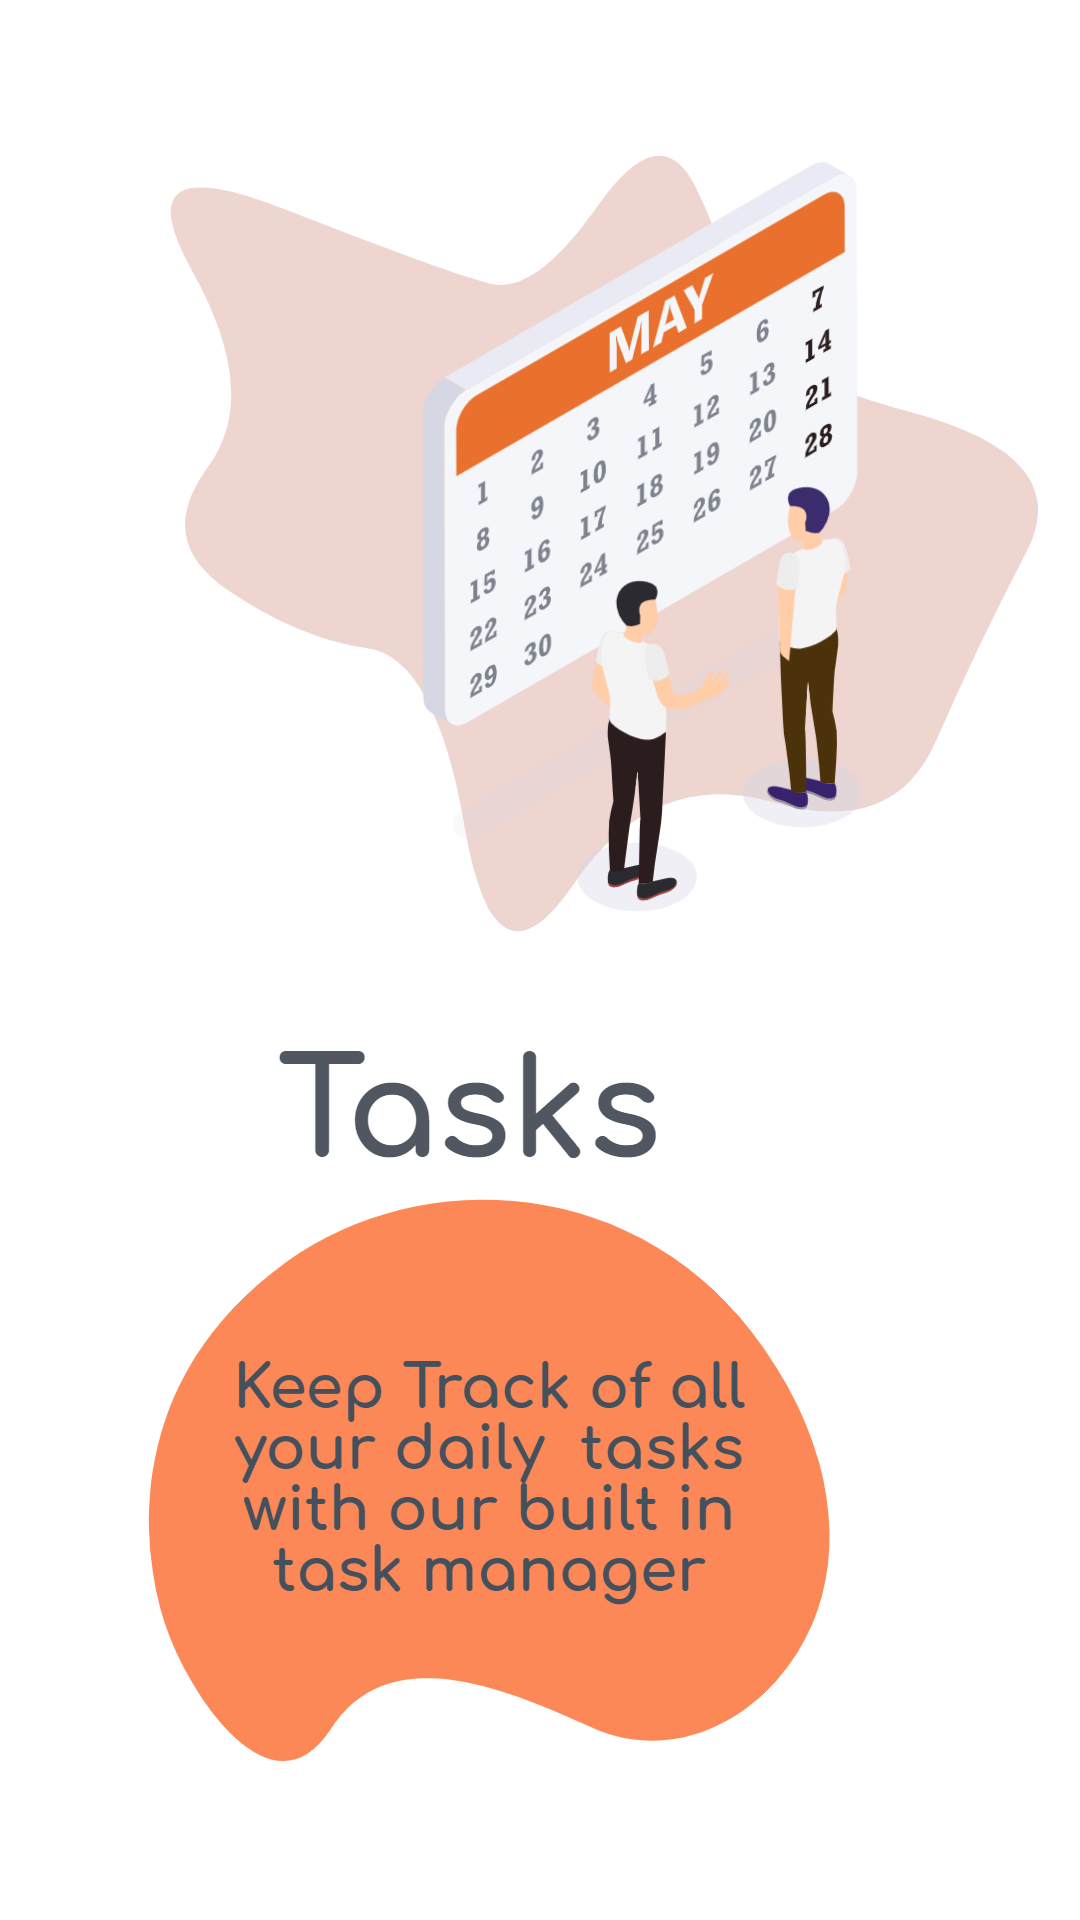 MAY
1 2 3 4 5 6 7
8 9 10 11 12 13 14
15 16 17 18 19 20 21
22 23 24 25 26 27 28
29 30
Tasks
Keep Track of all
your daily  tasks
with our built in
task manager